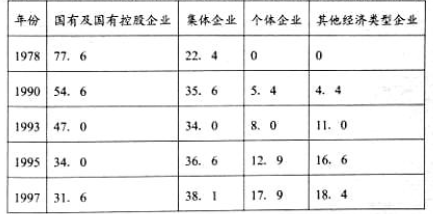 年份 国有及国有控股企业 集体企业 个体企业 其他经济类型企业
1978 77. 6 22. 4 0 0
1990 54. 6 35. 6 5. 4 4. 4
1993 47. 0 34. 0 8. 0 11. 0
1995 34. 0 36. 6 12. 9 16. 6
1997 31. 6 38. 1 17. 9 18. 4